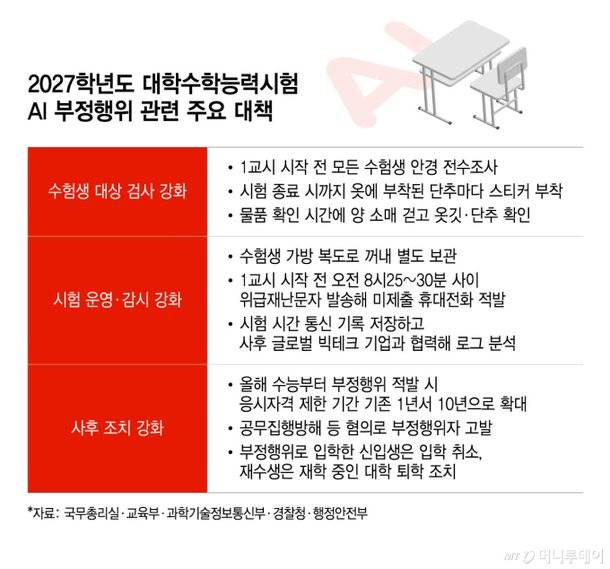 AI
2027학년도 대학수학능력시험
AI 부정행위 관련 주요 대책
수험생 대상 검사 강화
• 1교시 시작 전 모든 수험생 안경 전수조사
• 시험 종료 시까지 옷에 부착된 단추마다 스티커 부착
• 물품 확인 시간에 양 소매 걷고 옷깃·단추 확인
시험 운영·감시 강화
• 수험생 가방 복도로 꺼내 별도 보관
• 1교시 시작 전 오전 8시25~30분 사이
위급재난문자 발송해 미제출 휴대전화 적발
• 시험 시간 통신 기록 저장하고
사후 글로벌 빅테크 기업과 협력해 로그 분석
사후 조치 강화
• 올해 수능부터 부정행위 적발 시
응시자격 제한 기간 기존 1년서 10년으로 확대
• 공무집행방해 등 혐의로 부정행위자 고발
• 부정행위로 입학한 신입생은 입학 취소,
재수생은 재학 중인 대학 퇴학 조치
*자료: 국무총리실·교육부·과학기술정보통신부·경찰청·행정안전부
MT 머니투데이